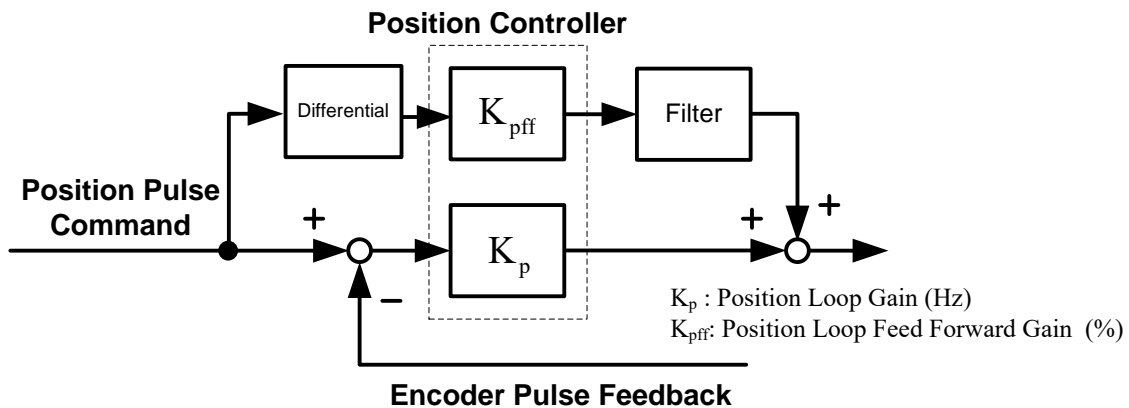 Position Controller
Differential
Kpff
Filter
Position Pulse
Command
+
+
+
Kp
−
Kp : Position Loop Gain (Hz)
Kpff: Position Loop Feed Forward Gain (%)
Encoder Pulse Feedback